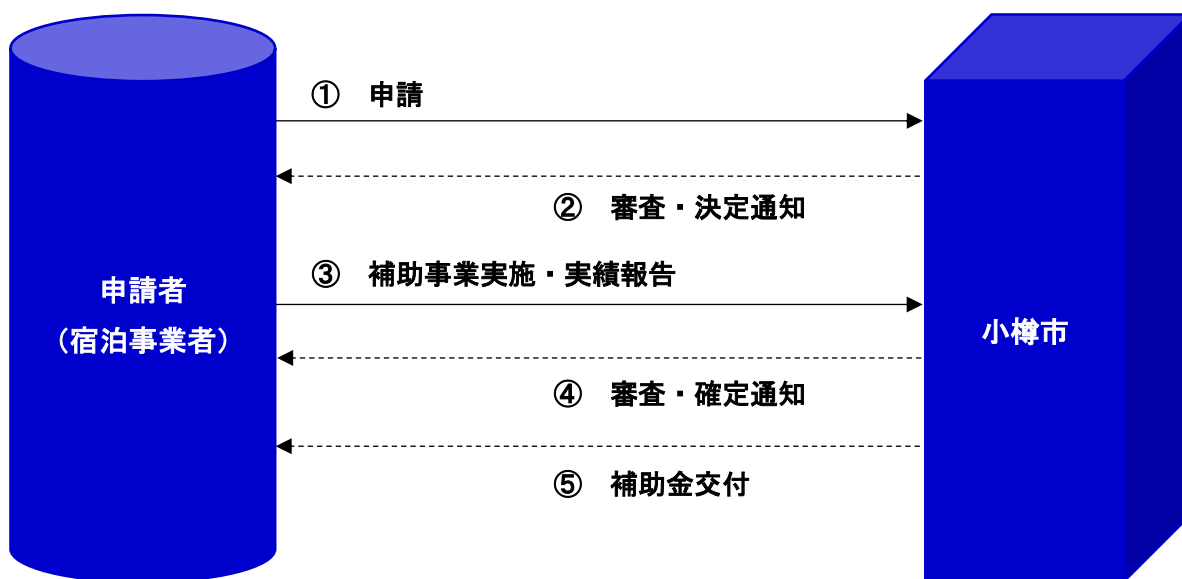 ① 申請
② 審査・決定通知
③ 補助事業実施・実績報告
申請者
（宿泊事業者）
小樽市
④ 審査・確定通知
⑤ 補助金交付